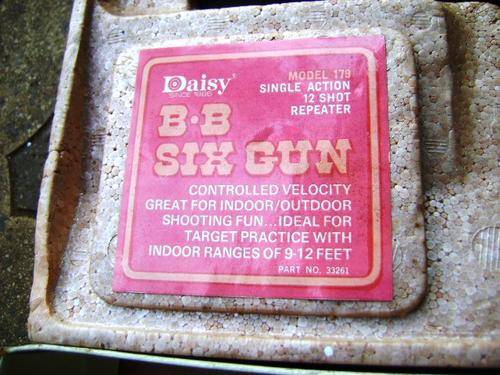 Daisy
SINCE 1886
MODEL 179
SINGLE ACTION
12 SHOT
REPEATER
B·B
SIX GUN
CONTROLLED VELOCITY
GREAT FOR INDOOR/OUTDOOR
SHOOTING FUN...IDEAL FOR
TARGET PRACTICE WITH
INDOOR RANGES OF 9-12 FEET
PART NO. 33261